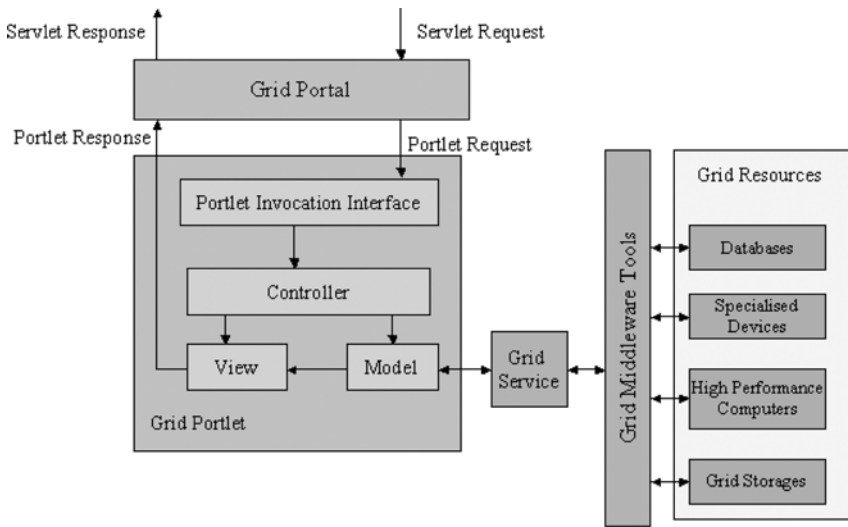 Servlet Response
Servlet Request
Grid Portal
Portlet Response
Portlet Request
Portlet Invocation Interface
Controller
View
Model
Grid Portlet
Grid
Service
Grid Middleware Tools
Grid Resources
Databases
Specialised
Devices
High Performance
Computers
Grid Storages